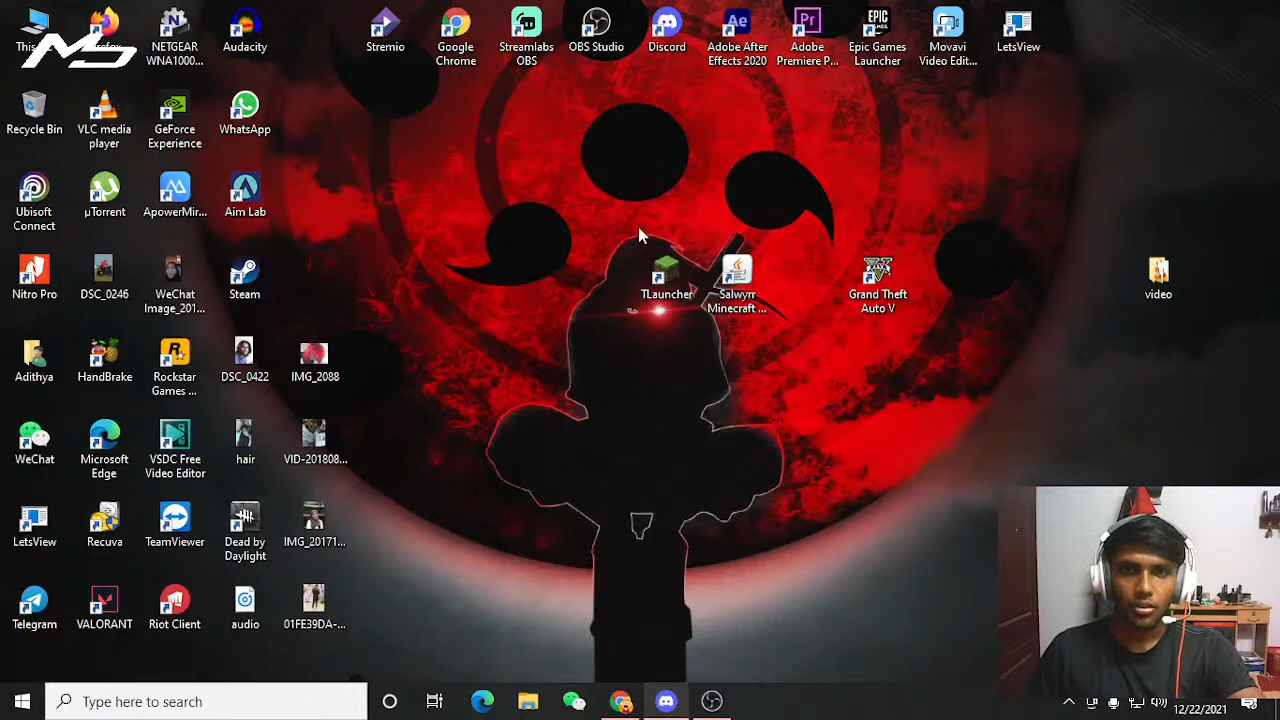 This
Firefox
NETGEAR
WNA1000...
Audacity
Stremio
Google
Chrome
Streamlabs
OBS
OBS Studio
Discord
Adobe After
Effects 2020
Adobe
Premiere P...
Epic Games
Launcher
Movavi
Video Edit...
LetsView
Recycle Bin
VLC media
player
GeForce
Experience
WhatsApp
Ubisoft
Connect
µTorrent
ApowerMir...
Aim Lab
Nitro Pro
DSC_0246
WeChat
Image_201...
Steam
TLauncher
Salwyrr
Minecraft ...
Grand Theft
Auto V
video
Adithya
HandBrake
Rockstar
Games ...
DSC_0422
IMG_2088
WeChat
Microsoft
Edge
VSDC Free
Video Editor
hair
VID-201808...
LetsView
Recuva
TeamViewer
Dead by
Daylight
IMG_20171...
Telegram
VALORANT
Riot Client
audio
01FE39DA-...
Type here to search
12/22/2021